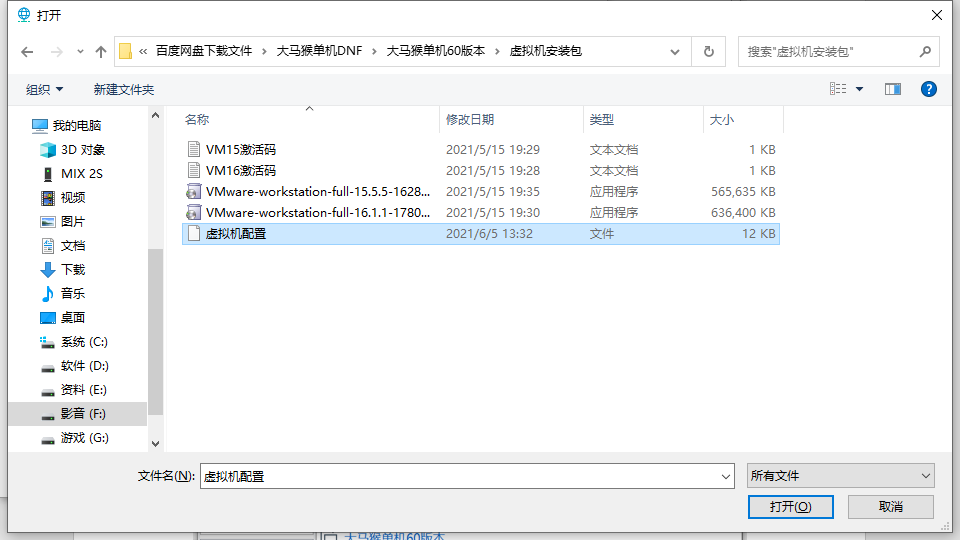 打开
« 百度网盘下载文件 › 大马猴单机DNF › 大马猴单机60版本 › 虚拟机安装包
搜索"虚拟机安装包"
组织 新建文件夹
名称 修改日期 类型 大小
我的电脑
3D 对象
MIX 2S
视频
图片
文档
下载
音乐
桌面
系统 (C:)
软件 (D:)
资料 (E:)
影音 (F:)
游戏 (G:)
VM15激活码 2021/5/15 19:29 文本文档 1 KB
VM16激活码 2021/5/15 19:28 文本文档 1 KB
VMware-workstation-full-15.5.5-1628... 2021/5/15 19:35 应用程序 565,635 KB
VMware-workstation-full-16.1.1-1780... 2021/5/15 19:30 应用程序 636,400 KB
虚拟机配置 2021/6/5 13:32 文件 12 KB
文件名(N): 虚拟机配置 所有文件
打开(O) 取消
大马猴单机60版本